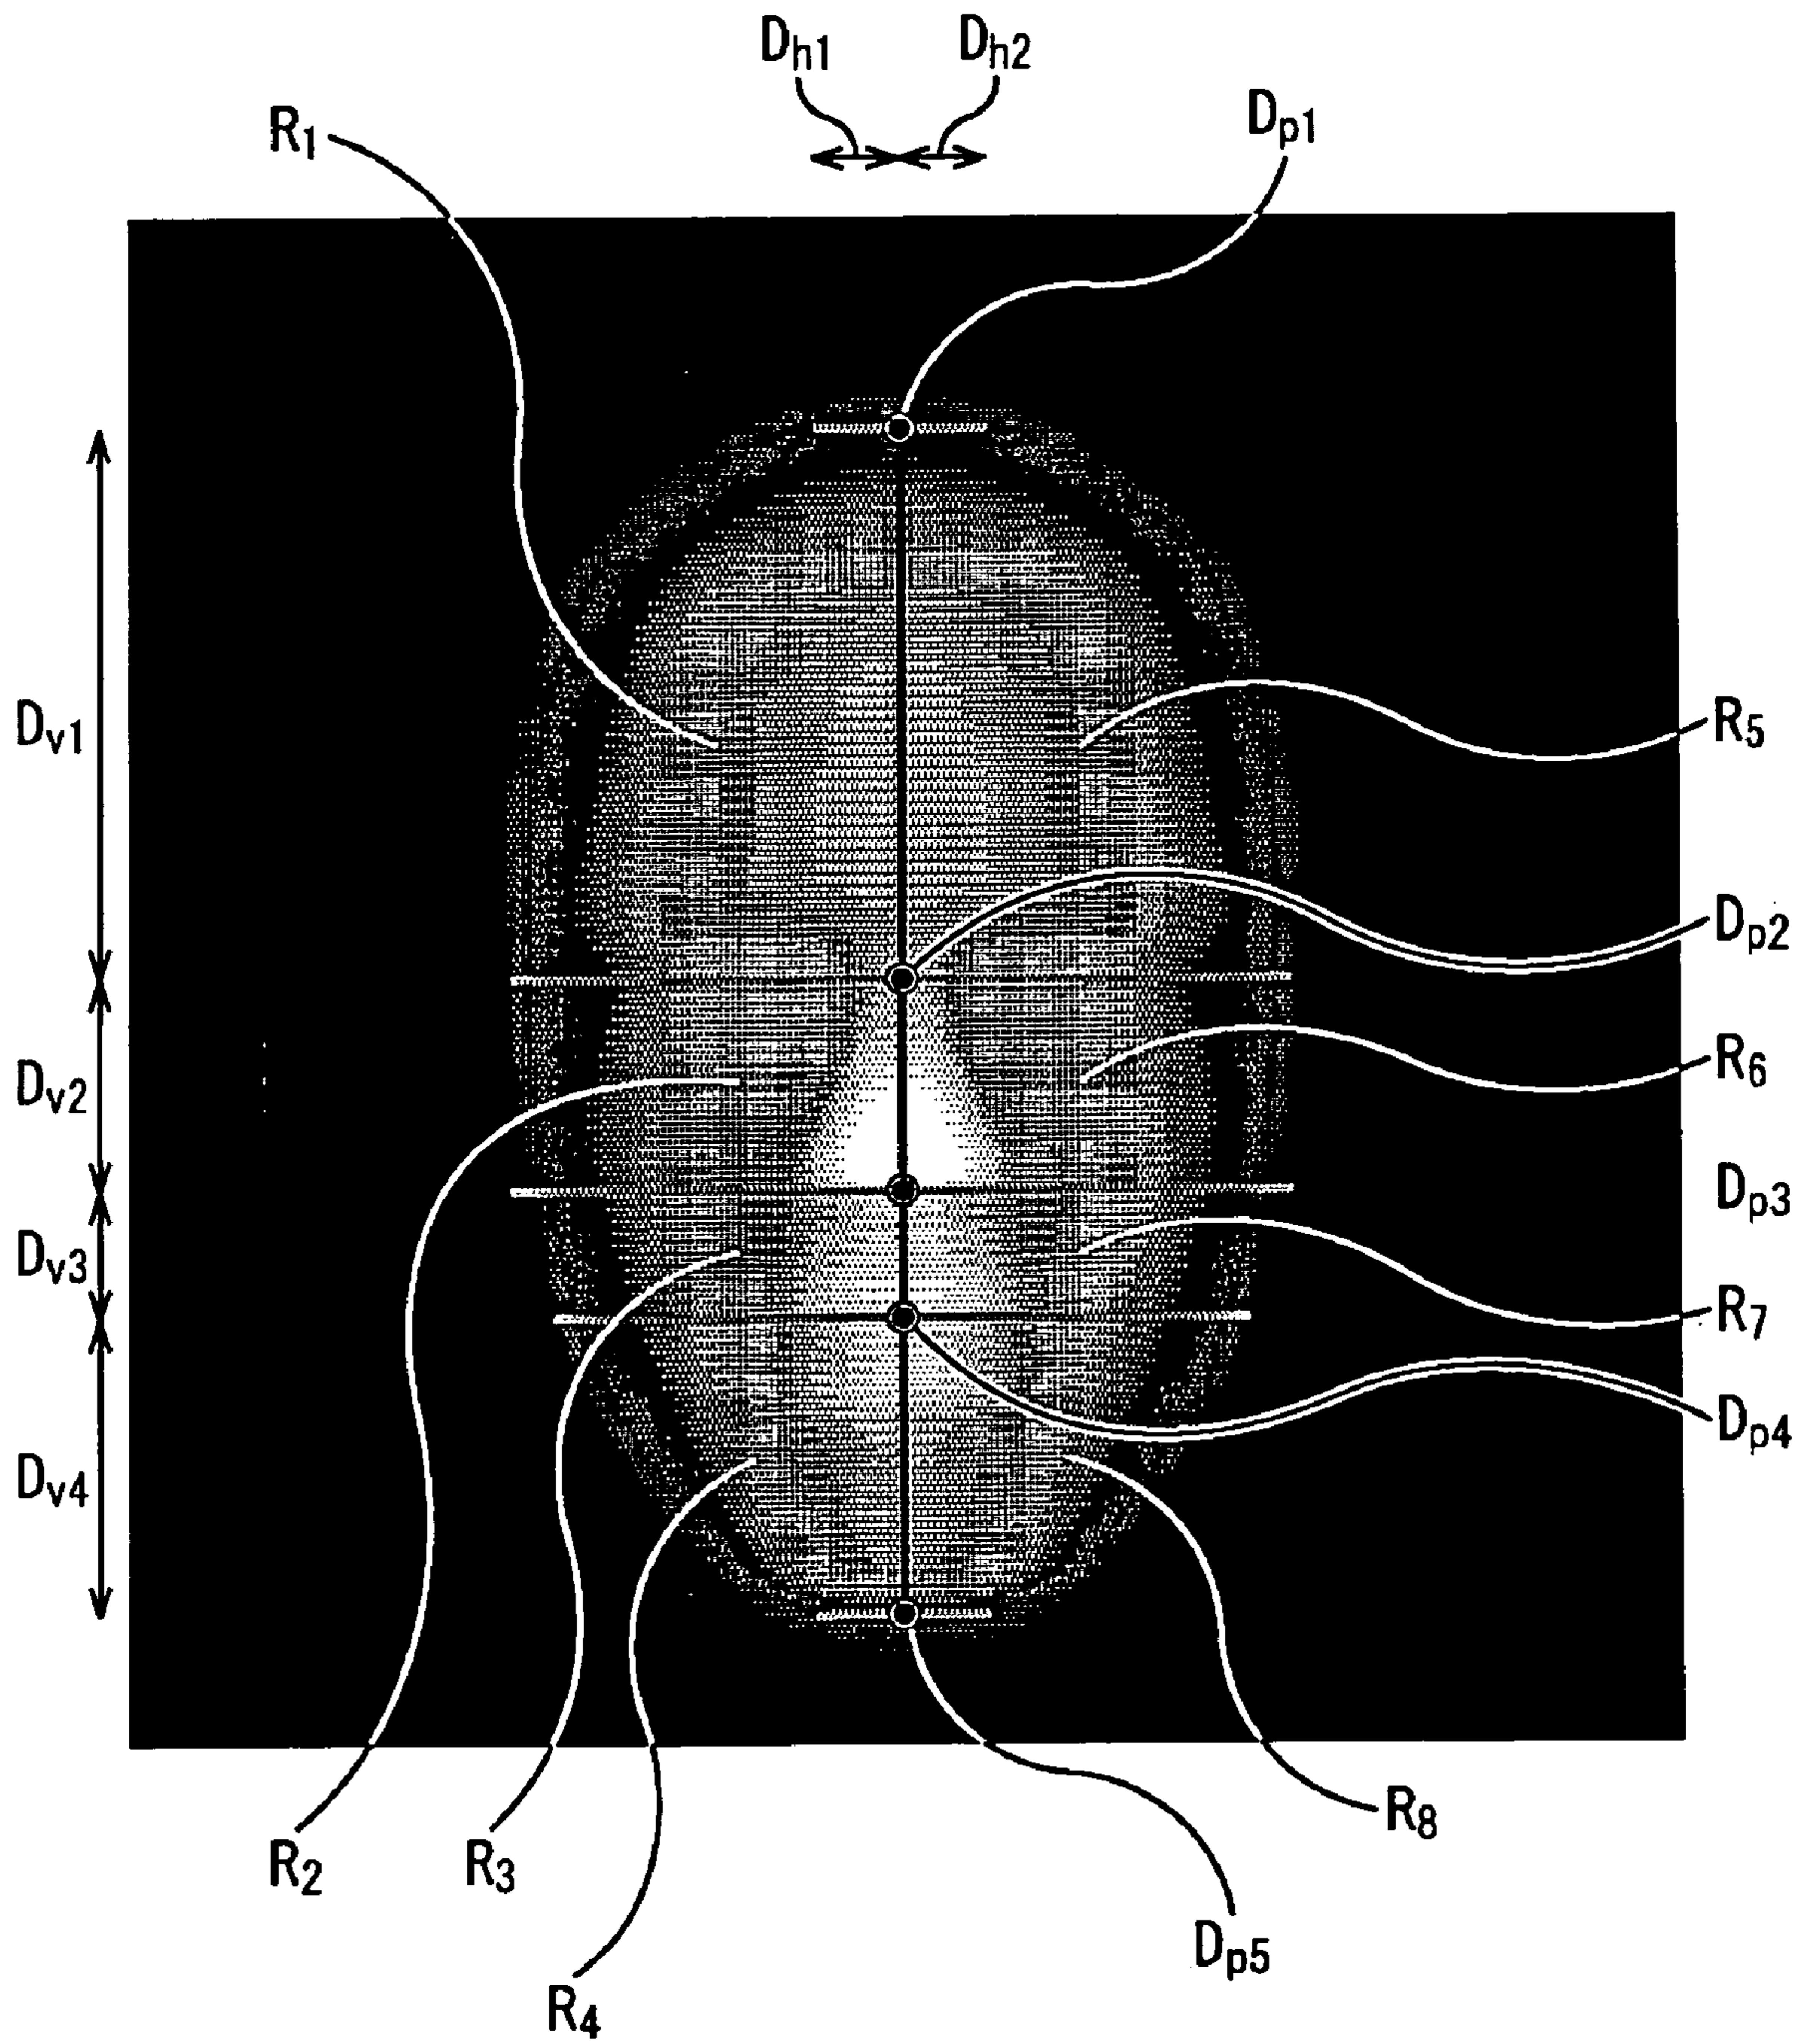 Dh1 Dh2
R1 Dp1
Dv1 R5
Dp2
Dv2 R6
Dp3
Dv3
R7
Dv4 Dp4
R8
R2 R3
Dp5
R4